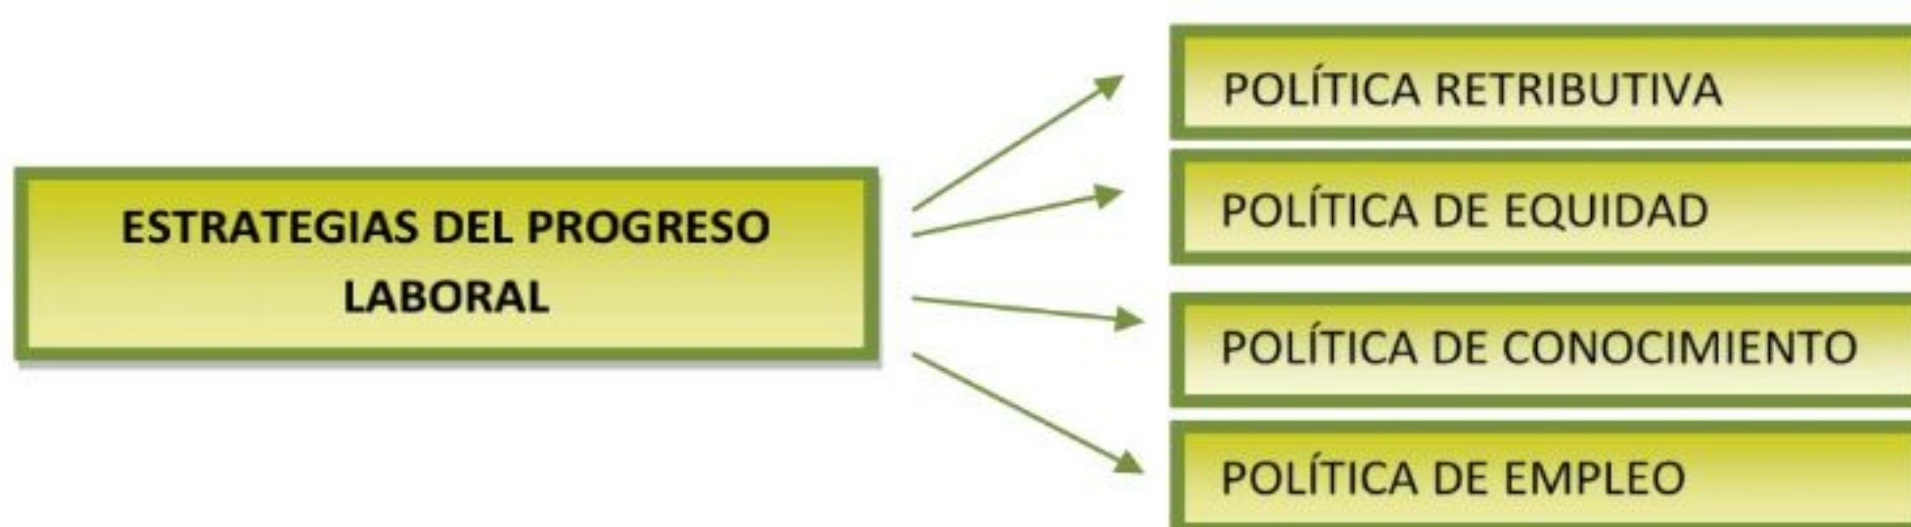 ESTRATEGIAS DEL PROGRESO
LABORAL
POLÍTICA RETRIBUTIVA
POLÍTICA DE EQUIDAD
POLÍTICA DE CONOCIMIENTO
POLÍTICA DE EMPLEO